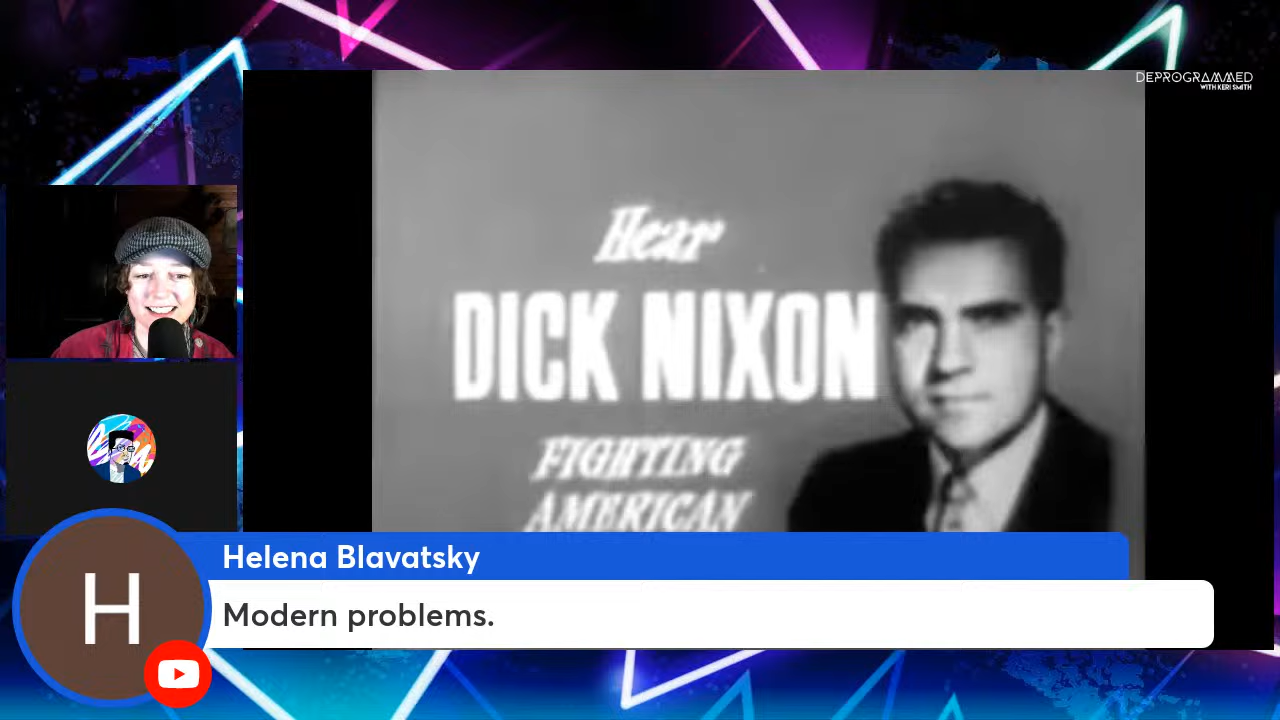 DEPROGRAMMED
WITH KERI SMITH
Hear
DICK NIXON
FIGHTING
AMERICAN
Helena Blavatsky
H
Modern problems.